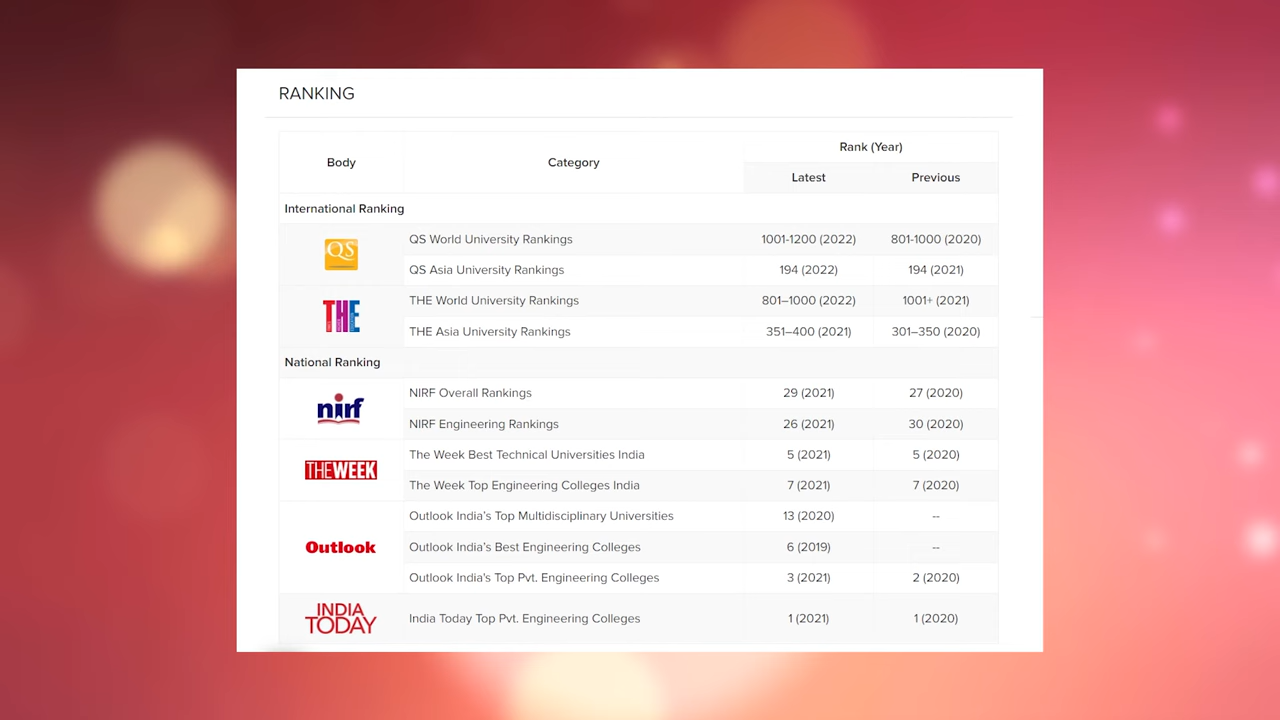 RANKING
Body Category Rank (Year)
Latest Previous
International Ranking
QS
QS World University Rankings 1001-1200 (2022) 801-1000 (2020)
QS Asia University Rankings 194 (2022) 194 (2021)
THE
THE World University Rankings 801–1000 (2022) 1001+ (2021)
THE Asia University Rankings 351–400 (2021) 301–350 (2020)
National Ranking
nirf
NIRF Overall Rankings 29 (2021) 27 (2020)
NIRF Engineering Rankings 26 (2021) 30 (2020)
THE WEEK
The Week Best Technical Universities India 5 (2021) 5 (2020)
The Week Top Engineering Colleges India 7 (2021) 7 (2020)
Outlook
Outlook India's Top Multidisciplinary Universities 13 (2020) --
Outlook India's Best Engineering Colleges 6 (2019) --
Outlook India's Top Pvt. Engineering Colleges 3 (2021) 2 (2020)
INDIA
TODAY
India Today Top Pvt. Engineering Colleges 1 (2021) 1 (2020)